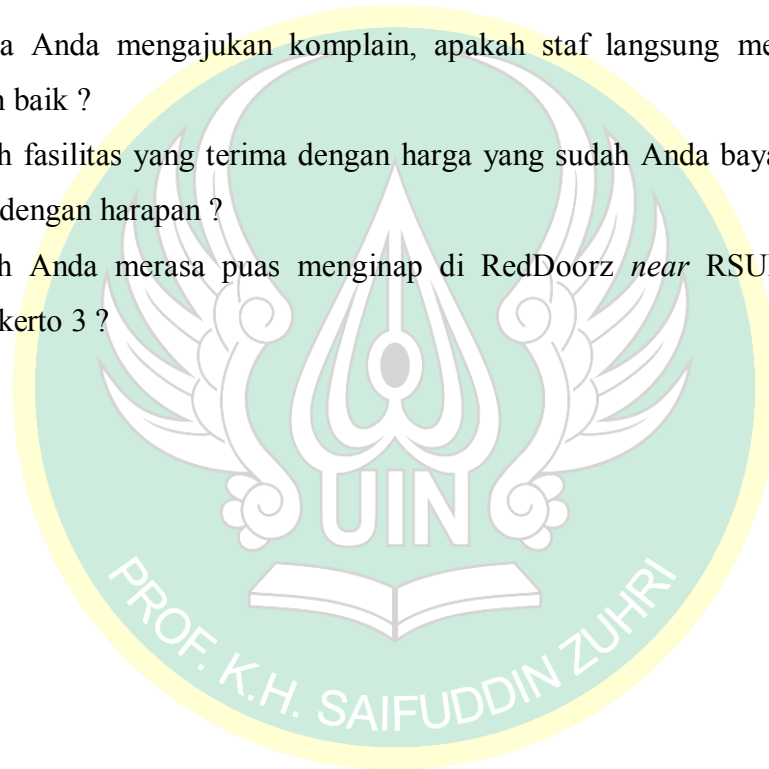 a Anda mengajukan komplain, apakah staf langsung me
n baik ?
h fasilitas yang terima dengan harga yang sudah Anda baya
dengan harapan ?
h Anda merasa puas menginap di RedDoorz near RSU
kerto 3 ?
UIN
PROF. K.H. SAIFUDDIN ZUHRI